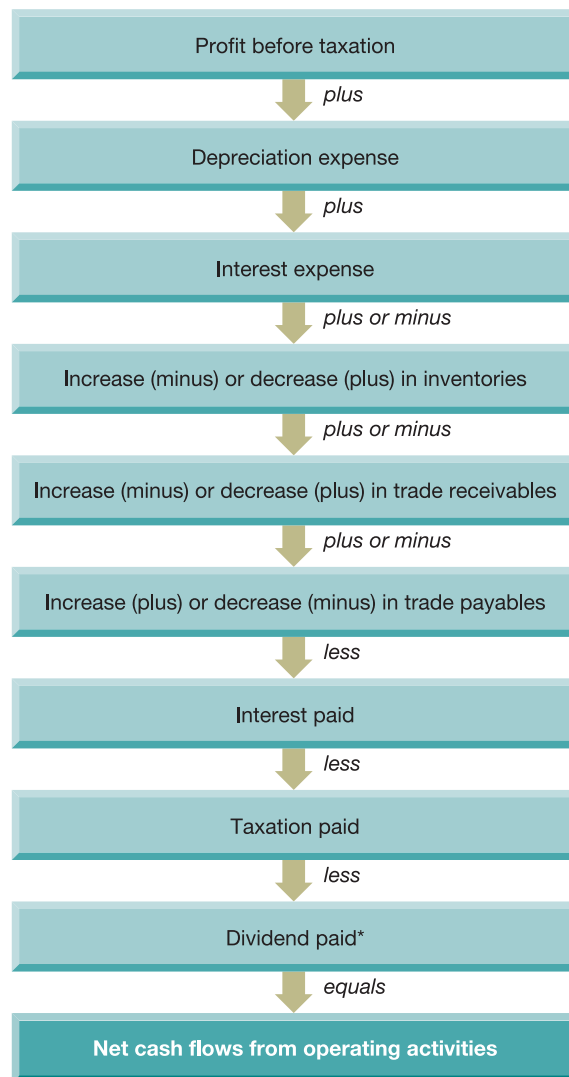 Profit before taxation
plus
Depreciation expense
plus
Interest expense
plus or minus
Increase (minus) or decrease (plus) in inventories
plus or minus
Increase (minus) or decrease (plus) in trade receivables
plus or minus
Increase (plus) or decrease (minus) in trade payables
less
Interest paid
less
Taxation paid
less
Dividend paid*
equals
Net cash flows from operating activities